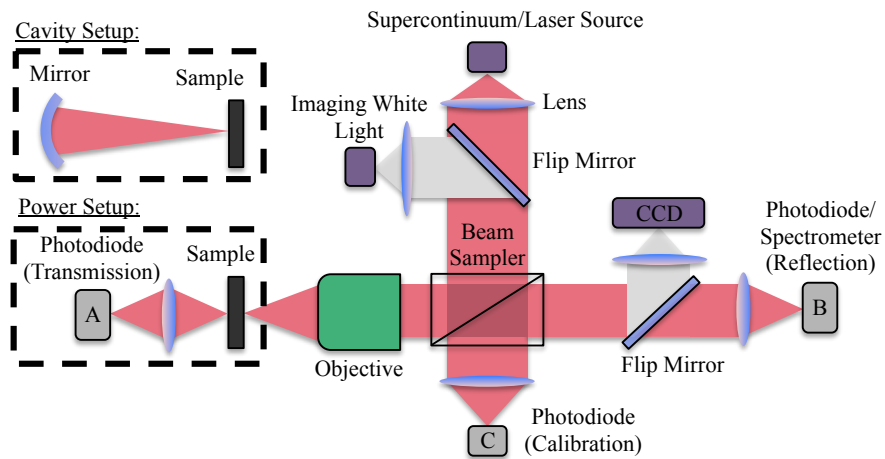 Cavity Setup:
Mirror
Sample
Supercontinuum/Laser Source
Imaging White
Light
Lens
Flip Mirror
Power Setup:
Photodiode
(Transmission)
Sample
A
Objective
Beam
Sampler
CCD
Photodiode/
Spectrometer
(Reflection)
B
Flip Mirror
C
Photodiode
(Calibration)